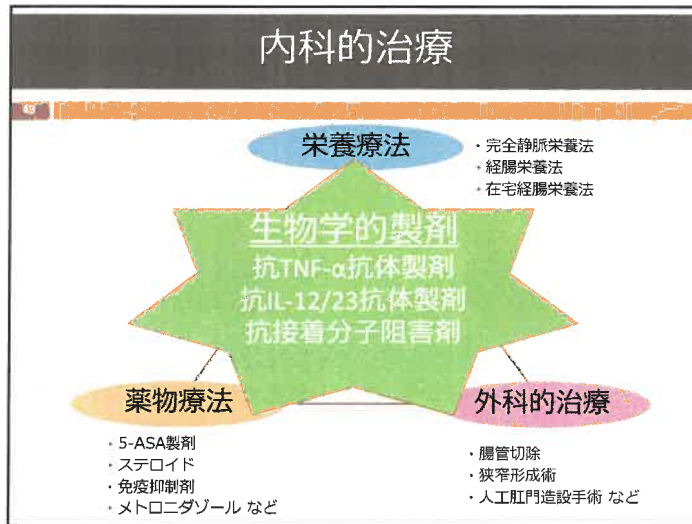 内科的治療
43
栄養療法
・完全静脈栄養法
・経腸栄養法
・在宅経腸栄養法
生物学的製剤
抗TNF-α抗体製剤
抗IL-12/23抗体製剤
抗接着分子阻害剤
薬物療法
・5-ASA製剤
・ステロイド
・免疫抑制剤
・メトロニダゾール など
外科的治療
・腸管切除
・狭窄形成術
・人工肛門造設手術 など